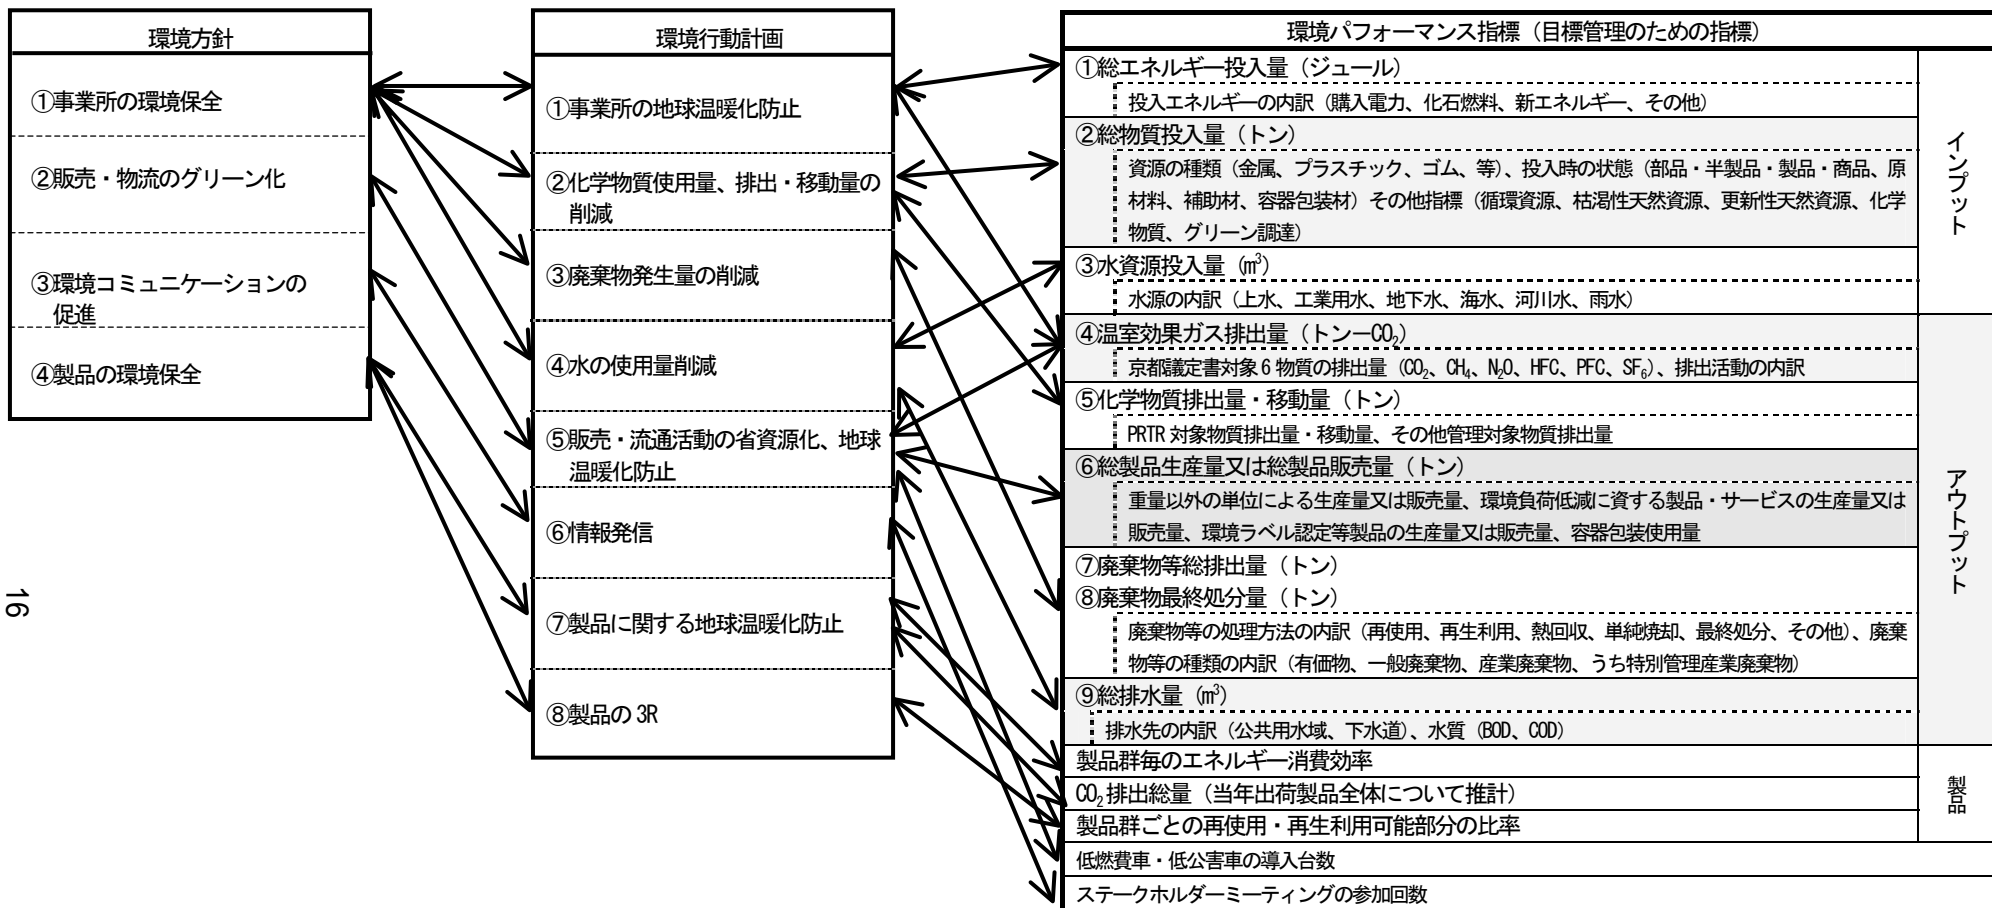 環境方針
①事業所の環境保全
②販売・物流のグリーン化
③環境コミュニケーションの
促進
④製品の環境保全
環境行動計画
①事業所の地球温暖化防止
②化学物質使用量、排出・移動量の
削減
③廃棄物発生量の削減
④水の使用量削減
⑤販売・流通活動の省資源化、地球
温暖化防止
⑥情報発信
⑦製品に関する地球温暖化防止
⑧製品の 3R
環境パフォーマンス指標（目標管理のための指標）
①総エネルギー投入量（ジュール）
投入エネルギーの内訳（購入電力、化石燃料、新エネルギー、その他）
②総物質投入量（トン）
資源の種類（金属、プラスチック、ゴム、等）、投入時の状態（部品・半製品・製品・商品、原
材料、補助材、容器包装材）その他指標（循環資源、枯渇性天然資源、更新性天然資源、化学
物質、グリーン調達）
③水資源投入量（m³）
水源の内訳（上水、工業用水、地下水、海水、河川水、雨水）
インプット
④温室効果ガス排出量（トン－CO₂）
京都議定書対象 6 物質の排出量（CO₂、CH₄、N₂O、HFC、PFC、SF₆）、排出活動の内訳
⑤化学物質排出量・移動量（トン）
PRTR 対象物質排出量・移動量、その他管理対象物質排出量
⑥総製品生産量又は総製品販売量（トン）
重量以外の単位による生産量又は販売量、環境負荷低減に資する製品・サービスの生産量又は
販売量、環境ラベル認定等製品の生産量又は販売量、容器包装使用量
⑦廃棄物等総排出量（トン）
⑧廃棄物最終処分量（トン）
廃棄物等の処理方法の内訳（再使用、再生利用、熱回収、単純焼却、最終処分、その他）、廃棄
物等の種類の内訳（有価物、一般廃棄物、産業廃棄物、うち特別管理産業廃棄物）
⑨総排水量（m³）
排水先の内訳（公共用水域、下水道）、水質（BOD、COD）
アウトプット
製品群毎のエネルギー消費効率
CO₂排出総量（当年出荷製品全体について推計）
製品群ごとの再使用・再生利用可能部分の比率
製品
低燃費車・低公害車の導入台数
ステークホルダーミーティングの参加回数
16